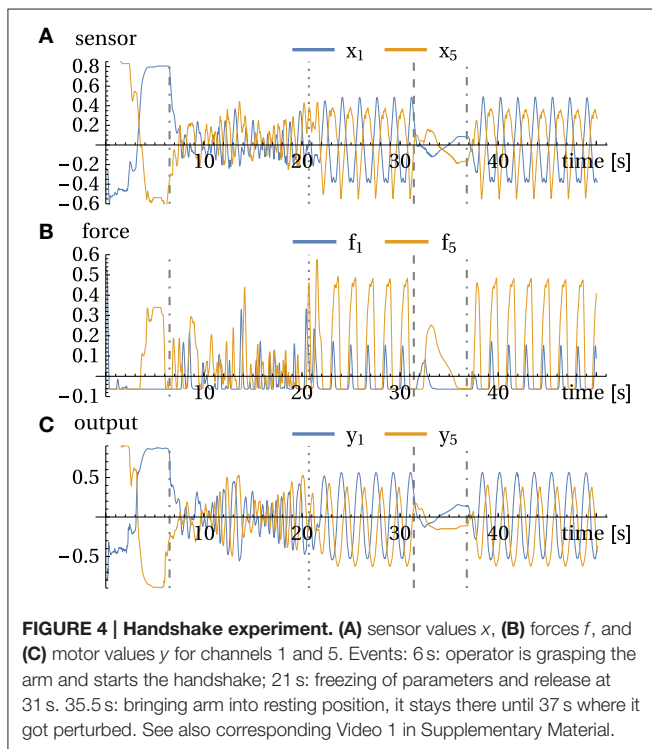 A sensor
x1 x5
0.8
0.6
0.4
0.2
10 20 30 40
time [s]
−0.2
−0.4
−0.6
B force
f1 f5
0.6
0.5
0.4
0.3
0.2
0.1
10 20 30 40
time [s]
−0.1
C output
y1 y5
0.5
10 20 30 40
time [s]
−0.5
FIGURE 4 | Handshake experiment. (A) sensor values x, (B) forces f, and
(C) motor values y for channels 1 and 5. Events: 6 s: operator is grasping the
arm and starts the handshake; 21 s: freezing of parameters and release at
31 s. 35.5 s: bringing arm into resting position, it stays there until 37 s where it
got perturbed. See also corresponding Video 1 in Supplementary Material.